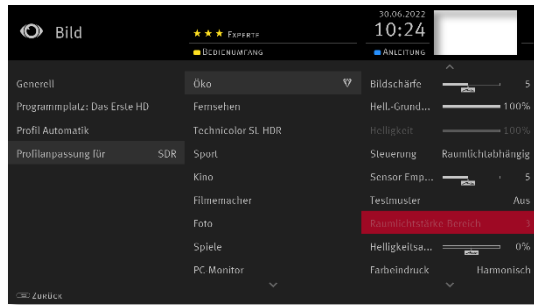 Bild
★★★ EXPERTE
BEDIENUMFANG
30.06.2022
10:24
ANLEITUNG
Generell
Programmplatz: Das Erste HD
Profil Automatik
Profilanpassung für SDR
Öko
Fernsehen
Technicolor SL HDR
Sport
Kino
Filmemacher
Foto
Spiele
PC-Monitor
Bildschärfe 5
Hell.-Grund... 100%
Helligkeit 100%
Steuerung Raumlichtabhängig
Sensor Emp... 5
Testmuster Aus
Raumlichtstärke Bereich 3
Helligkeitsa... 0%
Farbeindruck Harmonisch
ZURÜCK